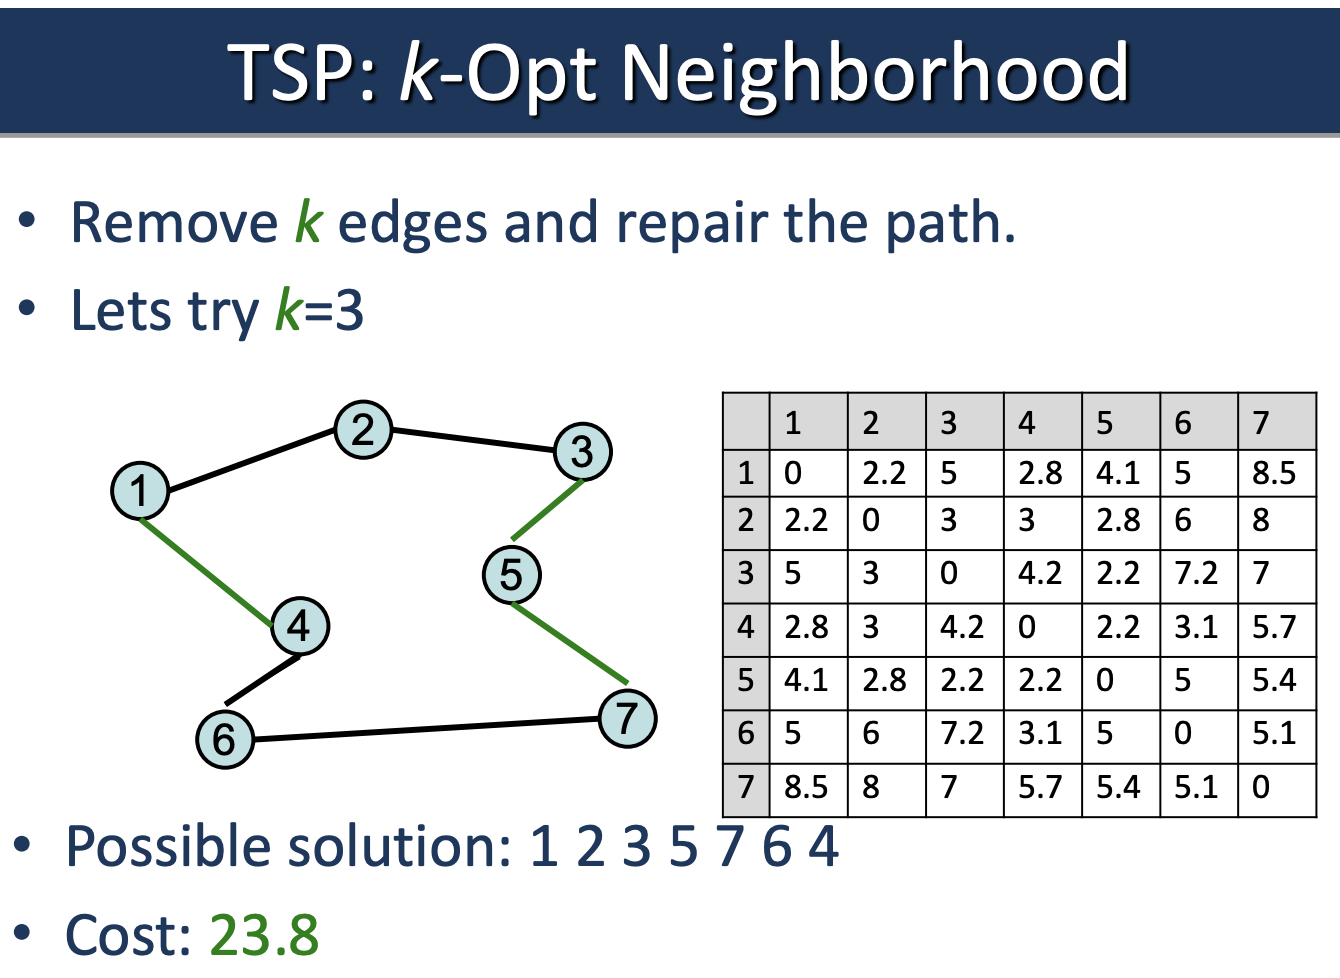 TSP: k-Opt Neighborhood
• Remove k edges and repair the path.
• Lets try k=3
1
2
3
4
5
6
7
1 2 3 4 5 6 7
1 0 2.2 5 2.8 4.1 5 8.5
2 2.2 0 3 3 2.8 6 8
3 5 3 0 4.2 2.2 7.2 7
4 2.8 3 4.2 0 2.2 3.1 5.7
5 4.1 2.8 2.2 2.2 0 5 5.4
6 5 6 7.2 3.1 5 0 5.1
7 8.5 8 7 5.7 5.4 5.1 0
• Possible solution: 1 2 3 5 7 6 4
• Cost: 23.8